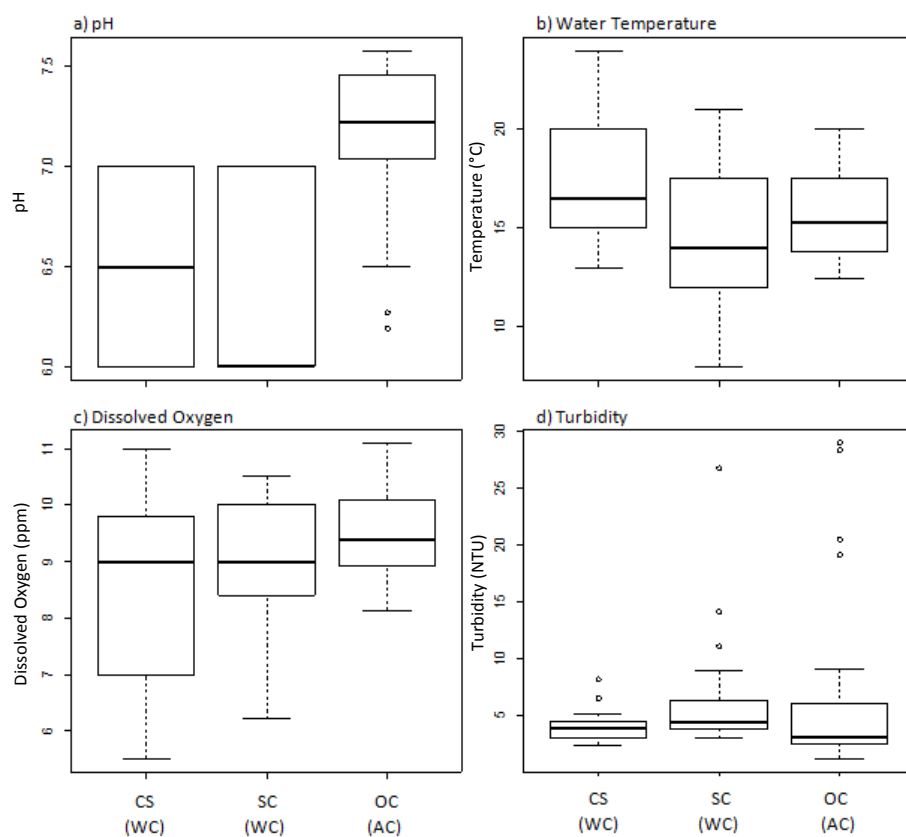 a) pH
b) Water Temperature
pH
6.0
6.5
7.0
7.5
Temperature (°C)
10
15
20
c) Dissolved Oxygen
d) Turbidity
Dissolved Oxygen (ppm)
6
7
8
9
10
11
Turbidity (NTU)
5
10
15
20
25
30
CS
(WC)
SC
(WC)
OC
(AC)
CS
(WC)
SC
(WC)
OC
(AC)